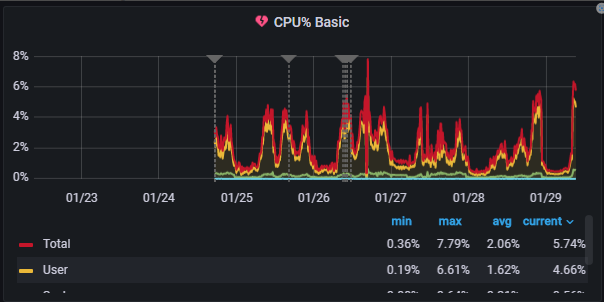 CPU% Basic
8%
6%
4%
2%
0%
01/23 01/24 01/25 01/26 01/27 01/28 01/29
min max avg current
Total 0.36% 7.79% 2.06% 5.74%
User 0.19% 6.61% 1.62% 4.66%